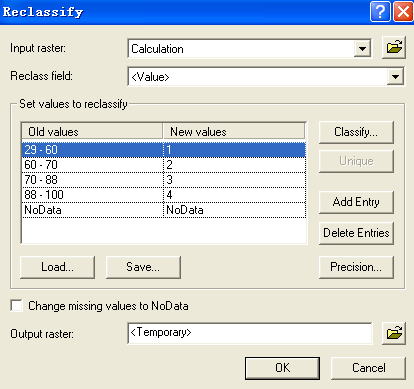 Reclassify
Input raster: Calculation
Reclass field: <Value>
Set values to reclassify
Old values New values
29 - 60 1
60 - 70 2
70 - 88 3
88 - 100 4
NoData NoData
Classify...
Unique
Add Entry
Delete Entries
Load... Save... Precision...
Change missing values to NoData
Output raster: <Temporary>
OK Cancel